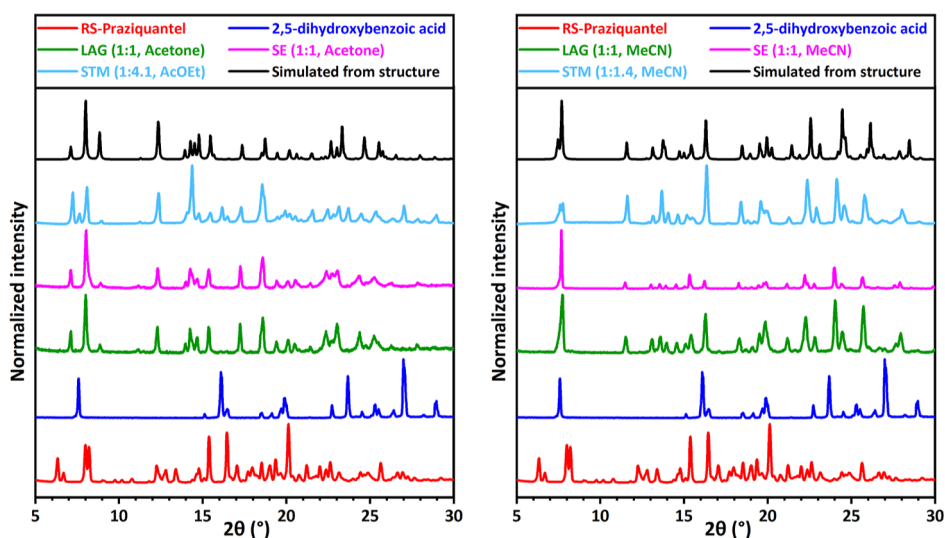 RS-Praziquantel 2,5-dihydroxybenzoic acid
LAG (1:1, Acetone) SE (1:1, Acetone)
STM (1:4.1, AcOEt) Simulated from structure
Normalized intensity
5 10 15 20 25 30
2θ (°)
RS-Praziquantel 2,5-dihydroxybenzoic acid
LAG (1:1, MeCN) SE (1:1, MeCN)
STM (1:1.4, MeCN) Simulated from structure
Normalized intensity
5 10 15 20 25 30
2θ (°)